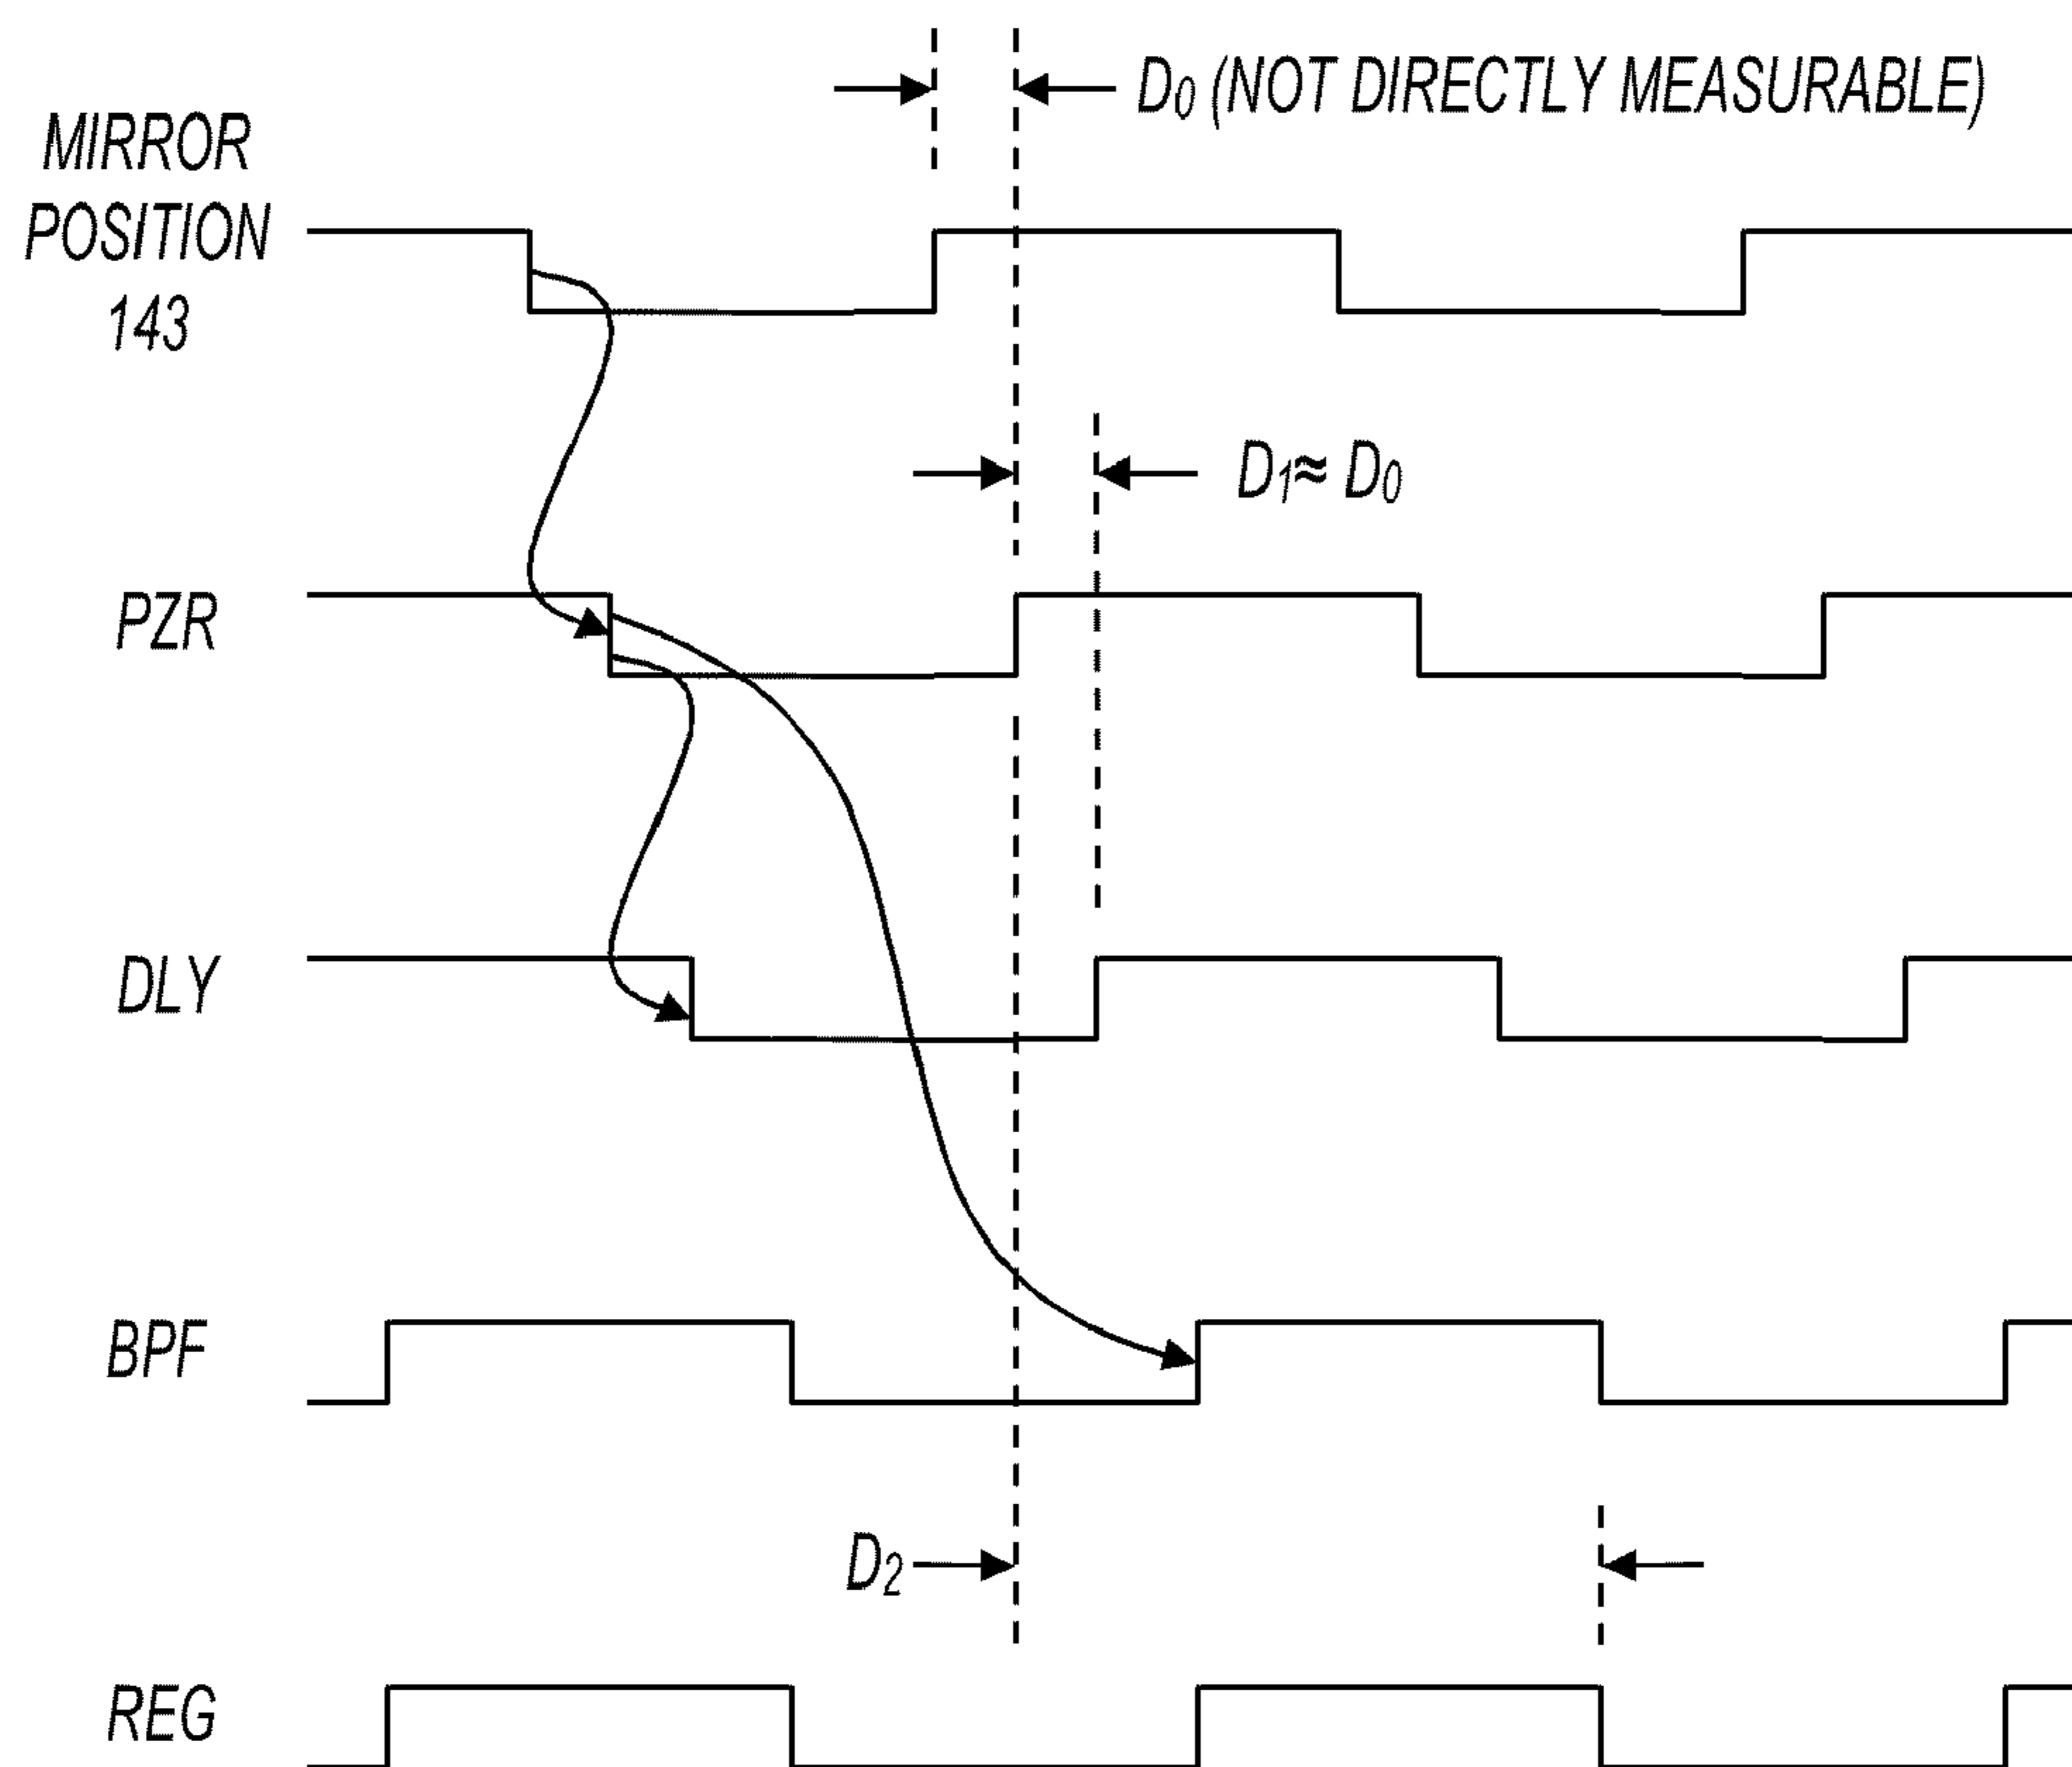 D₀ (NOT DIRECTLY MEASURABLE)
MIRROR
POSITION
143
D₁≈ D₀
PZR
DLY
BPF
D₂
REG